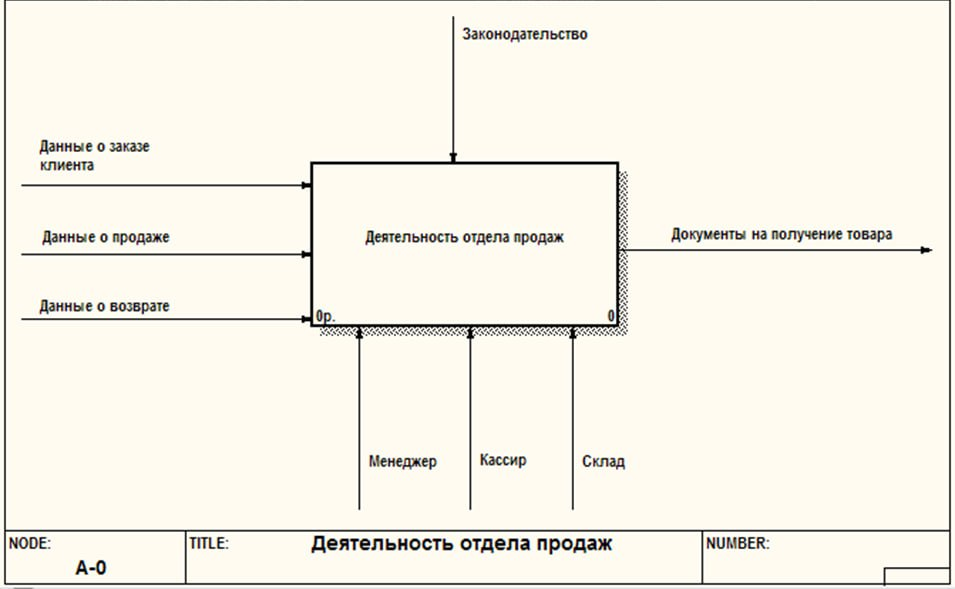 Законодательство
Данные о заказе
клиента
Данные о продаже
Деятельность отдела продаж
Документы на получение товара
Данные о возврате
0р.
0
Менеджер
Кассир
Склад
NODE:
TITLE:
Деятельность отдела продаж
NUMBER:
A-0